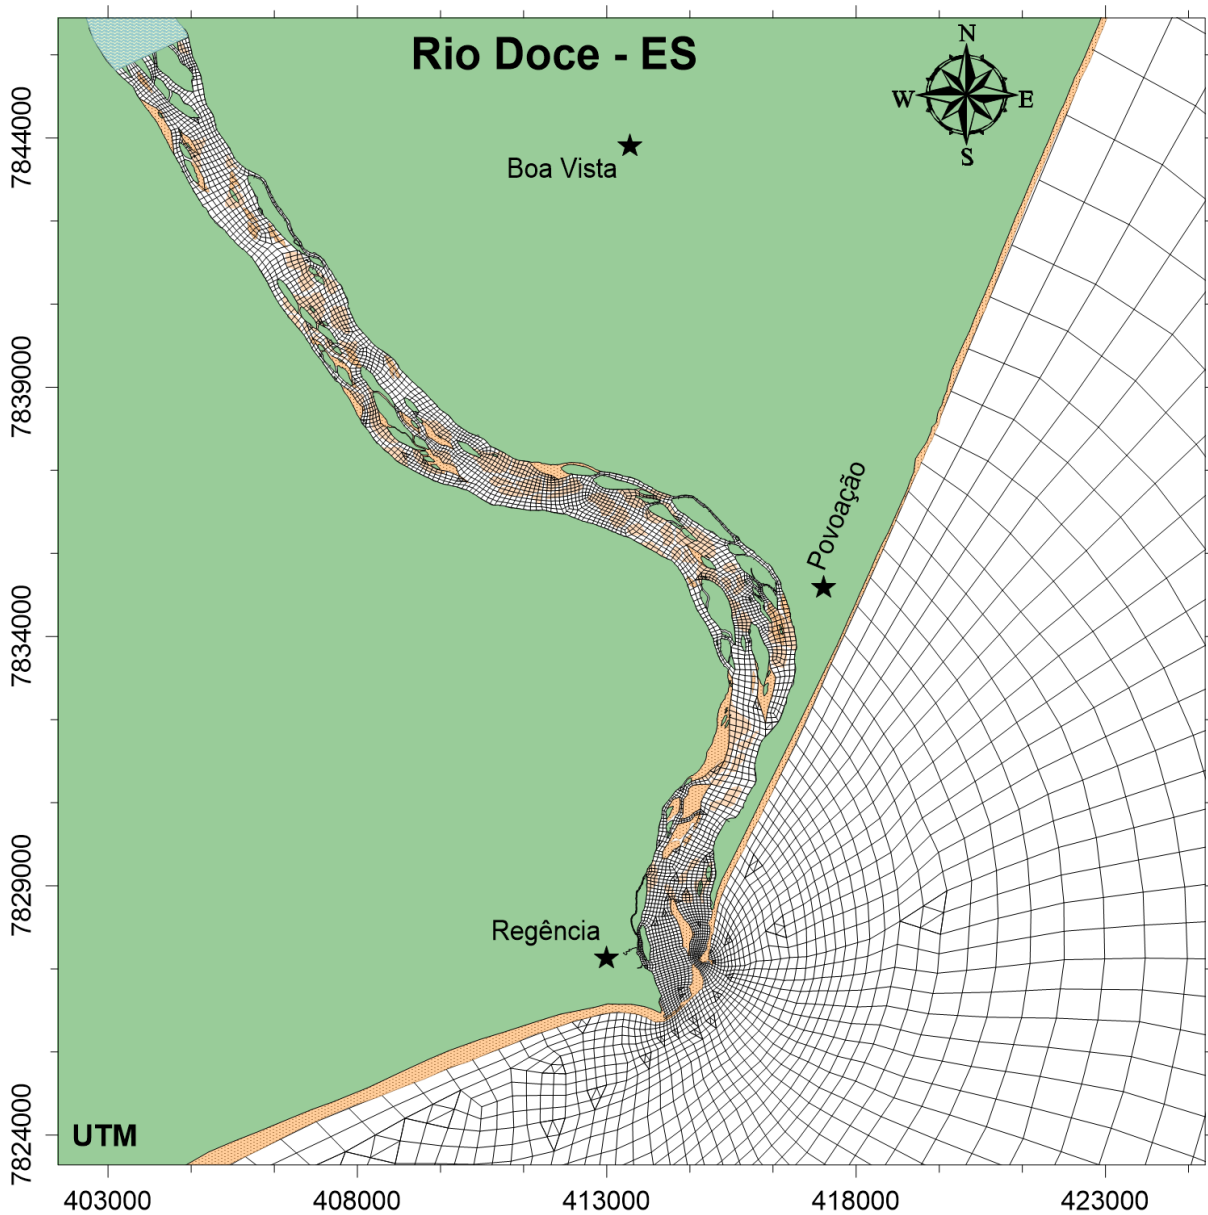 Rio Doce - ES
N
W
E
S
Boa Vista
Povoação
Regência
UTM
7844000
7839000
7834000
7829000
7824000
403000
408000
413000
418000
423000